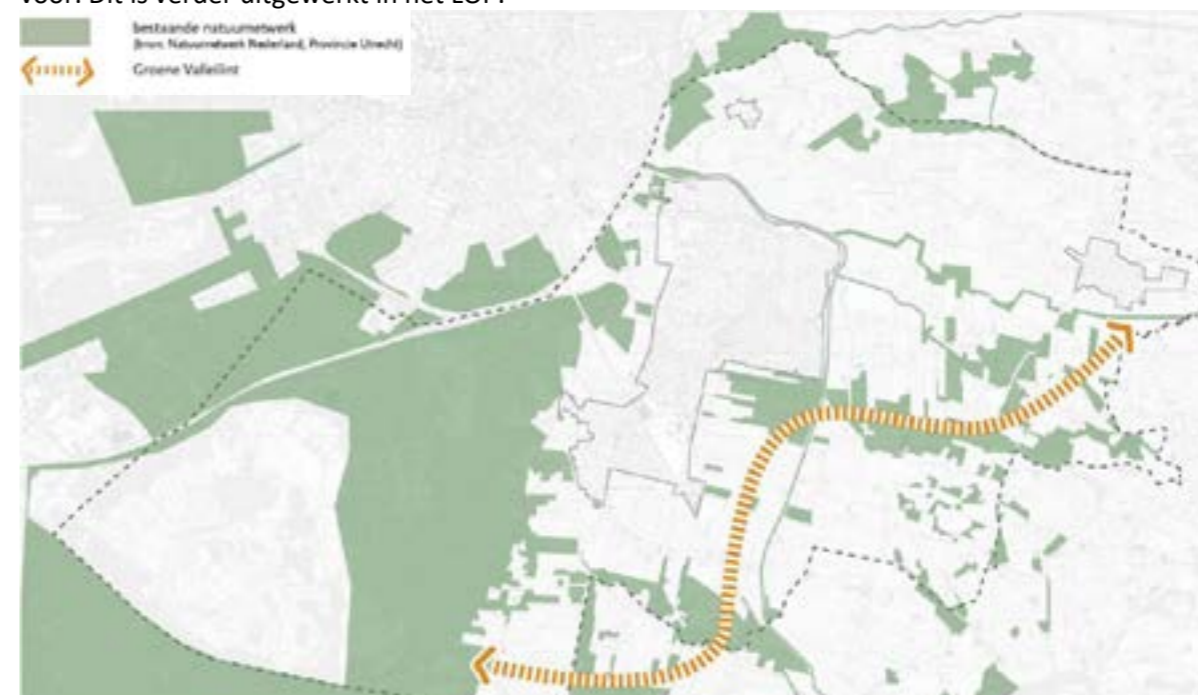 voor. Dit is verder uitgewerkt in het LOP.
bestaande natuurnetwerk
(bron: Natuurnetwerk Nederland, Provincie Utrecht)
Groene Valleilint